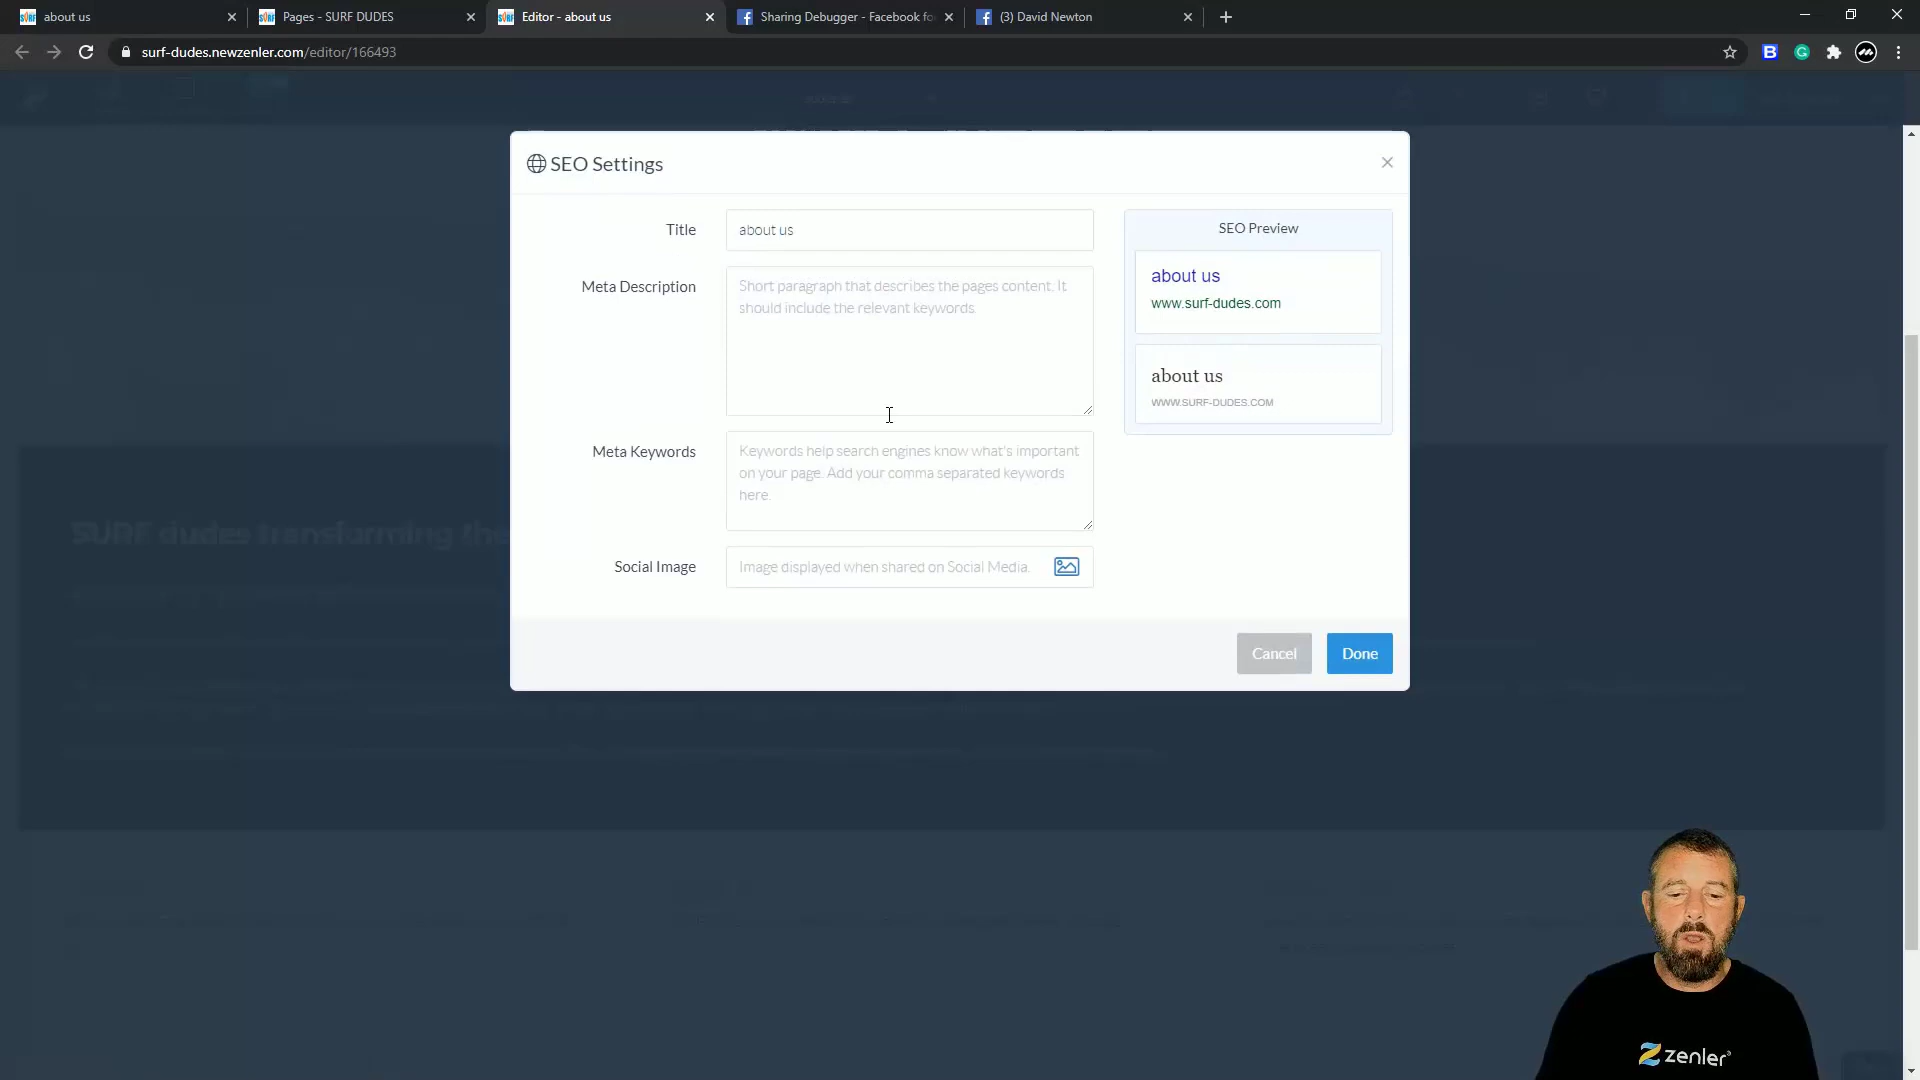 about us
Pages - SURF DUDES
Editor - about us
Sharing Debugger - Facebook fo
(3) David Newton
surf-dudes.newzenler.com/editor/166493
SEO Settings
Title
about us
Meta Description
Short paragraph that describes the pages content. It
should include the relevant keywords.
Meta Keywords
Keywords help search engines know what's important
on your page. Add your comma separated keywords
here.
Social Image
Image displayed when shared on Social Media.
SEO Preview
about us
www.surf-dudes.com
about us
WWW.SURF-DUDES.COM
Cancel
Done
SURF dudes transforming the
zenler